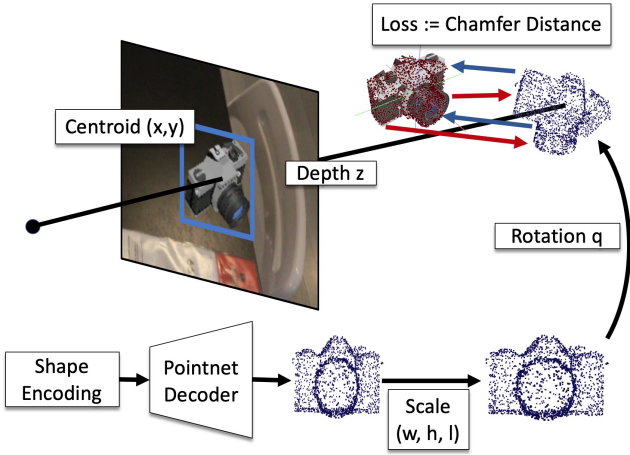 Loss := Chamfer Distance
Centroid (x,y)
Depth z
Rotation q
Shape
Encoding
Pointnet
Decoder
Scale
(w, h, l)